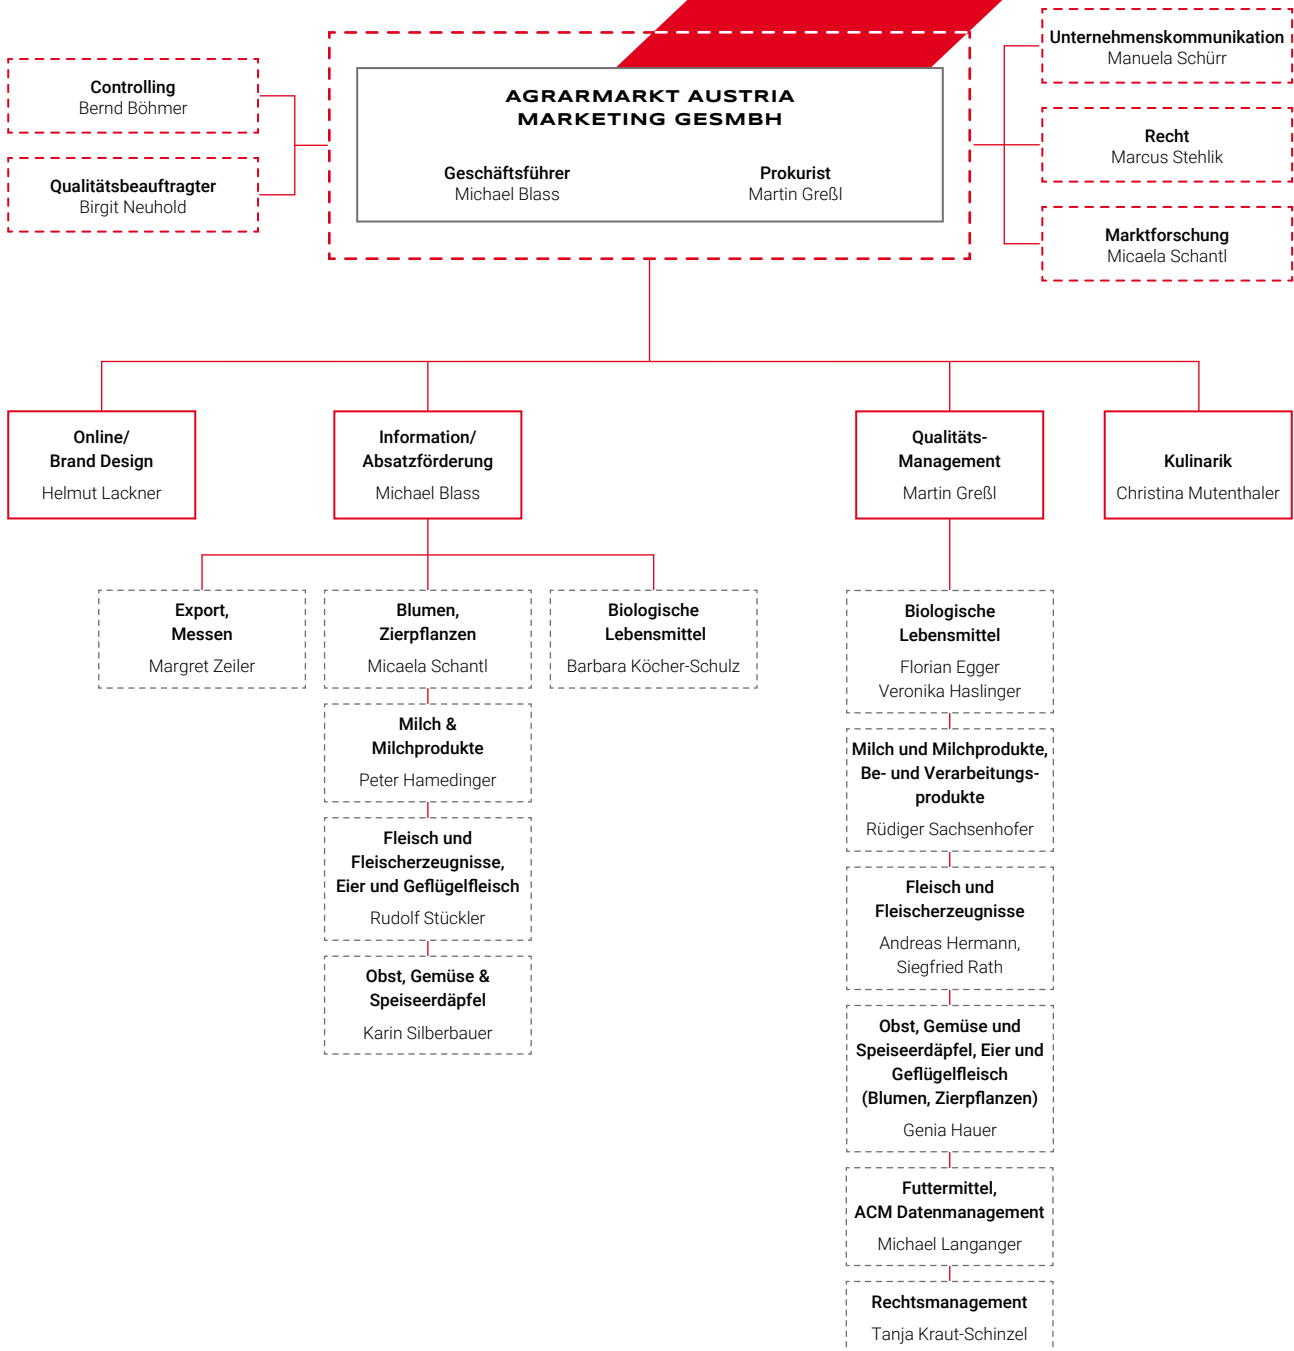 Controlling
Bernd Böhmer
Qualitätsbeauftragter
Birgit Neuhold
AGRARMARKT AUSTRIA
MARKETING GESMBH
Geschäftsführer
Michael Blass
Prokurist
Martin Greßl
Unternehmenskommunikation
Manuela Schürr
Recht
Marcus Stehlik
Marktforschung
Micaela Schantl
Online/
Brand Design
Helmut Lackner
Information/
Absatzförderung
Michael Blass
Qualitäts-
Management
Martin Greßl
Kulinarik
Christina Mutenthaler
Export,
Messen
Margret Zeiler
Blumen,
Zierpflanzen
Micaela Schantl
Biologische
Lebensmittel
Barbara Köcher-Schulz
Milch &
Milchprodukte
Peter Hamedinger
Fleisch und
Fleischerzeugnisse,
Eier und Geflügelfleisch
Rudolf Stückler
Obst, Gemüse &
Speiseerdäpfel
Karin Silberbauer
Biologische
Lebensmittel
Florian Egger
Veronika Haslinger
Milch und Milchprodukte,
Be- und Verarbeitungs-
produkte
Rüdiger Sachsenhofer
Fleisch und
Fleischerzeugnisse
Andreas Hermann,
Siegfried Rath
Obst, Gemüse und
Speiseerdäpfel, Eier und
Geflügelfleisch
(Blumen, Zierpflanzen)
Genia Hauer
Futtermittel,
ACM Datenmanagement
Michael Langanger
Rechtsmanagement
Tanja Kraut-Schinzel